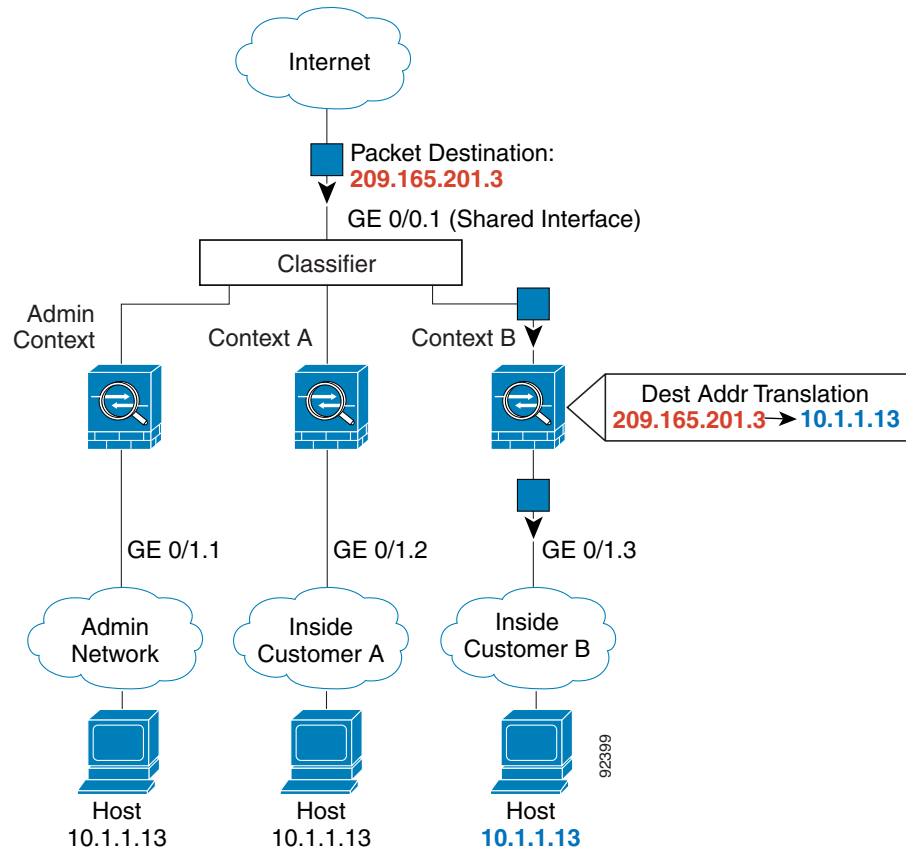 Internet
Packet Destination:
209.165.201.3
GE 0/0.1 (Shared Interface)
Classifier
Admin
Context
Context A
Context B
Dest Addr Translation
209.165.201.3 10.1.1.13
GE 0/1.1
GE 0/1.2
GE 0/1.3
Admin
Network
Inside
Customer A
Inside
Customer B
92399
Host
10.1.1.13
Host
10.1.1.13
Host
10.1.1.13